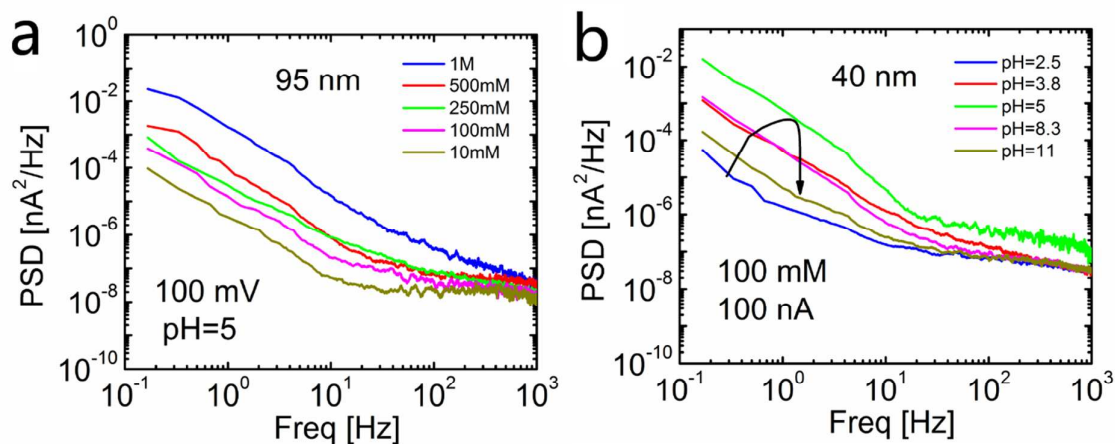 a
10^0
10^-2
10^-4
10^-6
10^-8
10^-10
PSD [nA^2/Hz]
95 nm
1M
500mM
250mM
100mM
10mM
100 mV
pH=5
10^-1
10^0
10^1
10^2
10^3
Freq [Hz]
b
10^-2
10^-4
10^-6
10^-8
10^-10
PSD [nA^2/Hz]
40 nm
pH=2.5
pH=3.8
pH=5
pH=8.3
pH=11
100 mM
100 nA
10^-1
10^0
10^1
10^2
10^3
Freq [Hz]